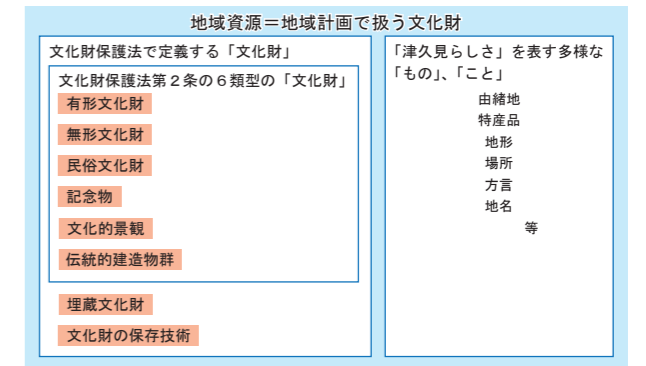 地域資源＝地域計画で扱う文化財
文化財保護法で定義する「文化財」
文化財保護法第２条の６類型の「文化財」
有形文化財
無形文化財
民俗文化財
記念物
文化的景観
伝統的建造物群
埋蔵文化財
文化財の保存技術
「津久見らしさ」を表す多様な
「もの」、「こと」
由緒地
特産品
地形
場所
方言
地名
等